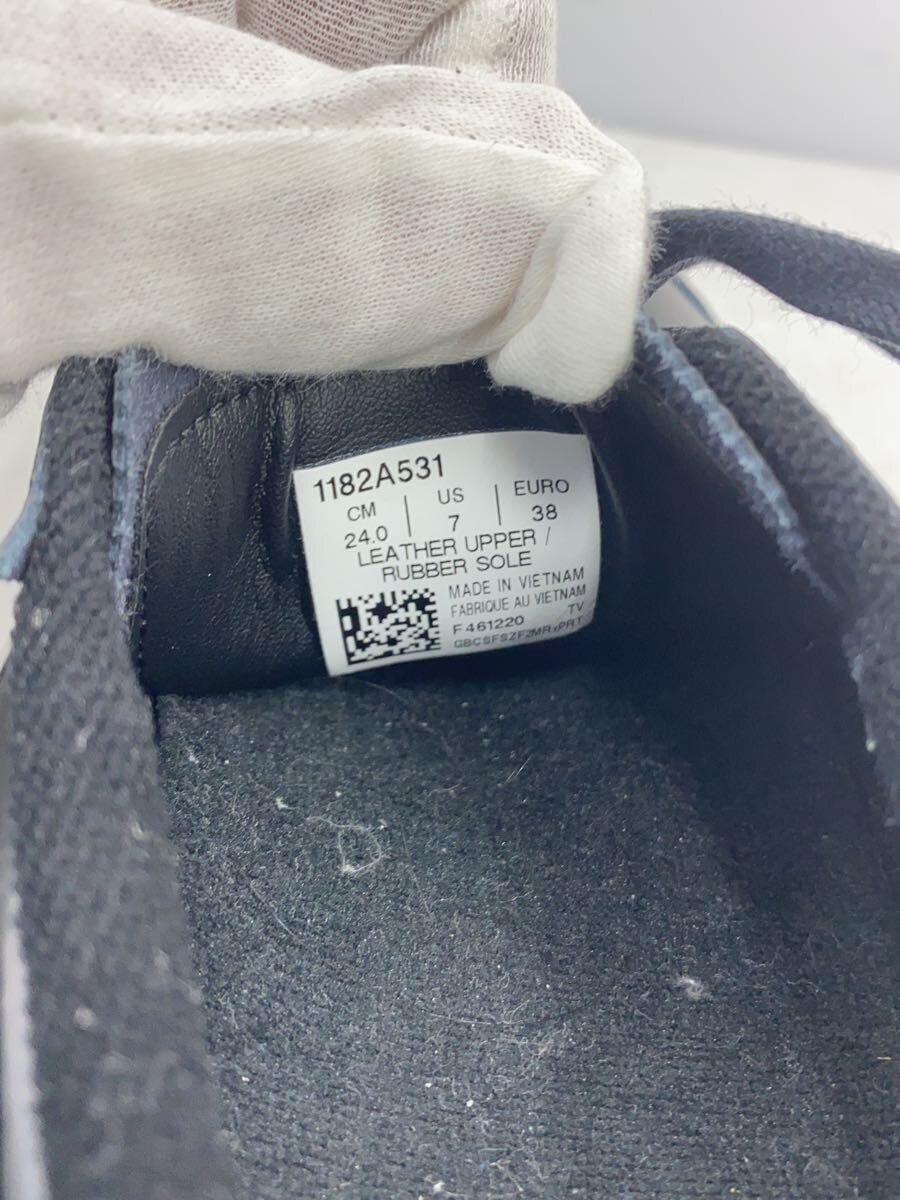 1182A531
CM | US | EURO
24.0 | 7 | 38
LEATHER UPPER /
RUBBER SOLE
MADE IN VIETNAM
FABRIQUE AU VIETNAM
F461220 TV